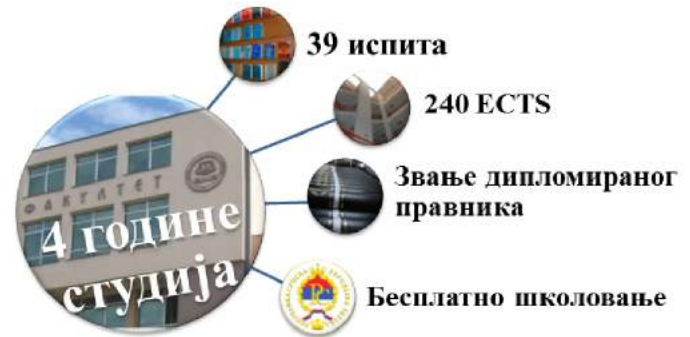 39 испита
240 ECTS
Звање дипломираног
правника
Бесплатно школовање
ФАКУЛТЕТ
4 године
студија